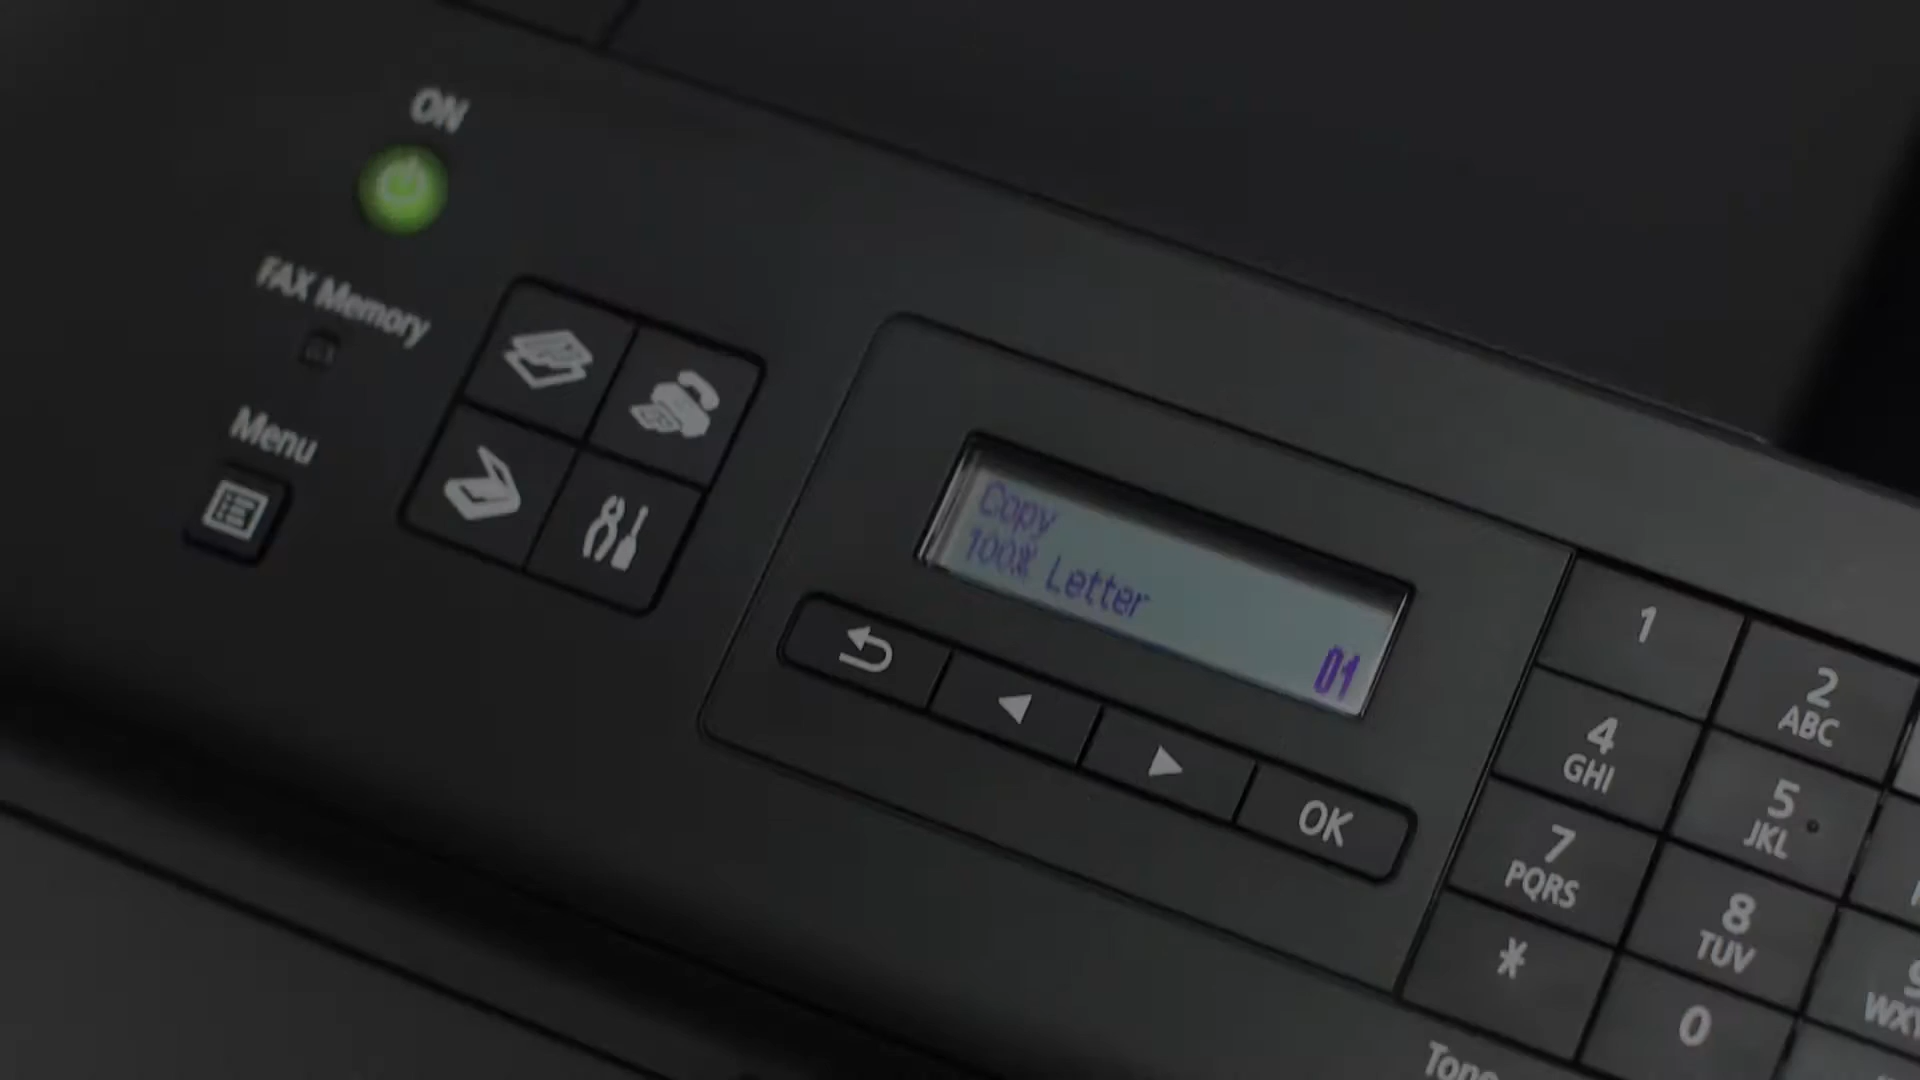 ON
FAX Memory
Menu
Copy
100% Letter
01
OK
1
2
ABC
4
GHI
5
JKL
7
PQRS
8
TUV
*
0